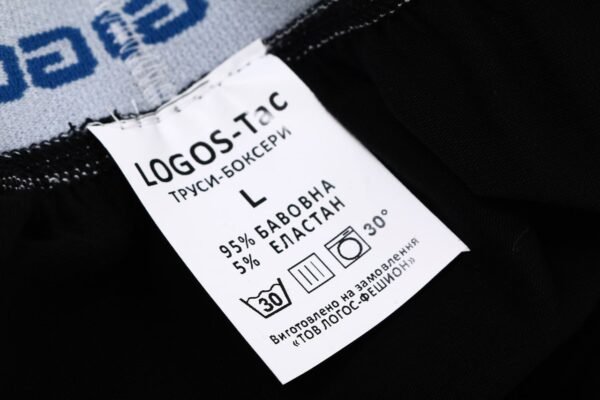 LOGOS-Tac
ТРУСИ-БОКСЕРИ
L
95% БАВОВНА
5% ЕЛАСТАН
30 30°
Виготовлено на замовлення
«ТОВ ЛОГОС-ФЕШИОН»